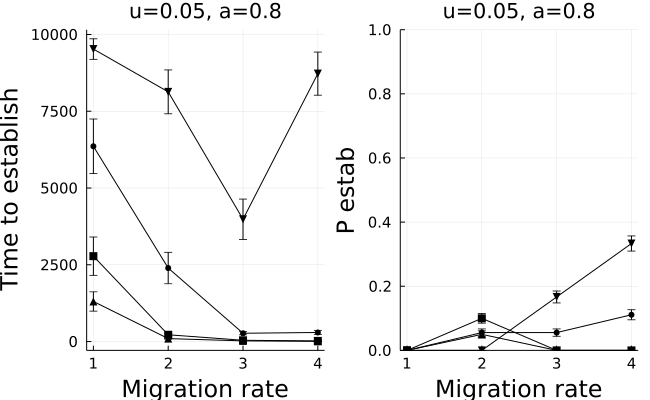 u=0.05, a=0.8
Time to establish
10000
7500
5000
2500
0
1 2 3 4
Migration rate
u=0.05, a=0.8
P estab
1.0
0.8
0.6
0.4
0.2
0.0
1 2 3 4
Migration rate